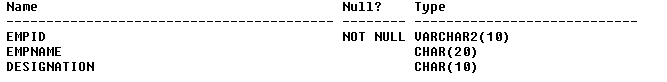 Name Null? Type
----------------------------------------- -------- ----------------------------
EMPID NOT NULL VARCHAR2(10)
EMPNAME CHAR(20)
DESIGNATION CHAR(10)